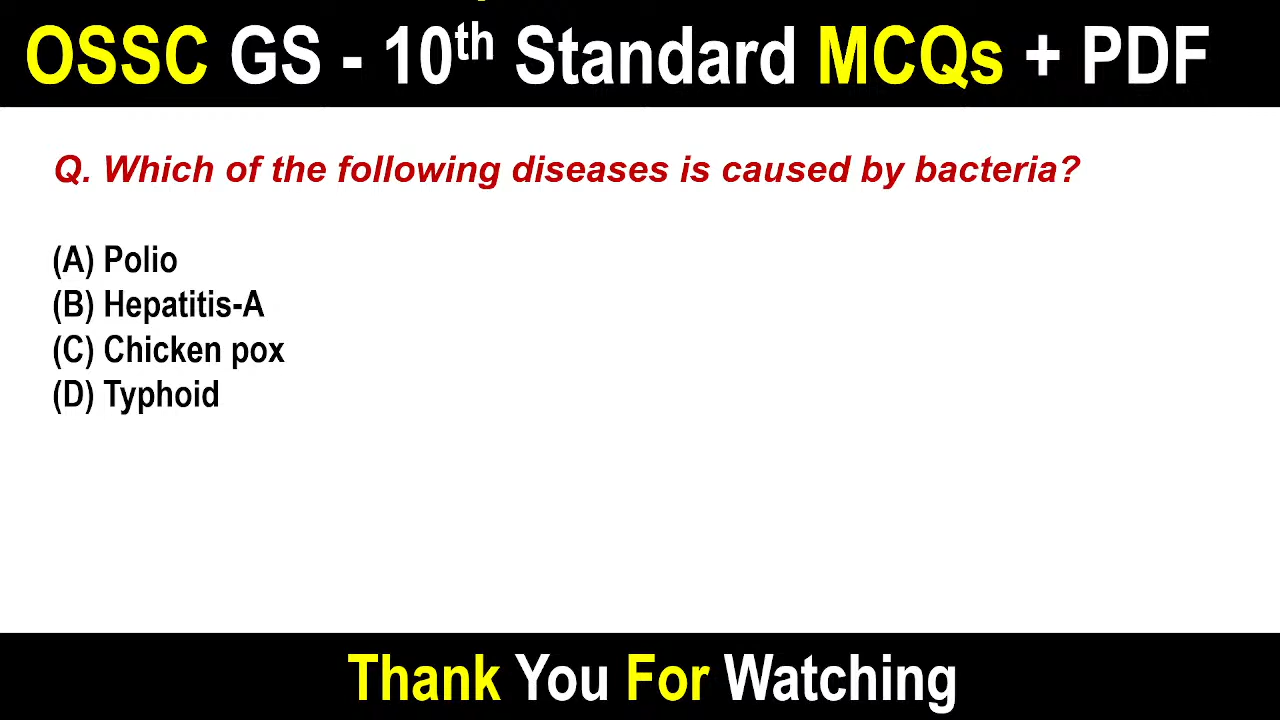 OSSC GS - 10th Standard MCQs + PDF
Q. Which of the following diseases is caused by bacteria?
(A) Polio
(B) Hepatitis-A
(C) Chicken pox
(D) Typhoid
Thank You For Watching